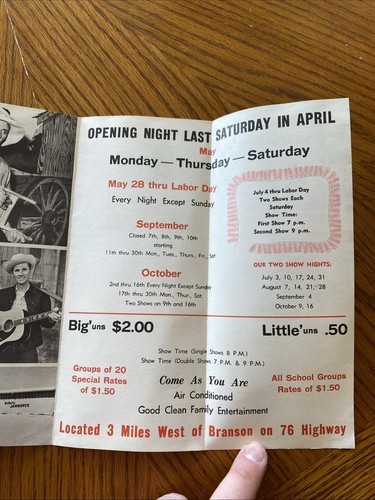 OPENING NIGHT LAST SATURDAY IN APRIL
May
Monday — Thursday — Saturday
May 28 thru Labor Day
Every Night Except Sunday
September
Closed 7th, 8th, 9th, 10th
starting
11th thru 30th Mon., Tues., Thurs., Fri., Sat
October
2nd thru 16th Every Night Except Sunday
17th thru 30th Mon., Thur., Sat
Two Shows on 9th and 16th
July 4 thru Labor Day
Two Shows Each
Saturday
Show Time:
First Show 7 p.m.
Second Show 9 p.m.
OUR TWO SHOW NIGHTS:
July 3, 10, 17, 24, 31
August 7, 14, 21, 28
September 4
October 9, 16
Big'uns $2.00
Little'uns .50
Show Time (Single Shows 8 P.M.)
Show Time (Double Shows 7 P.M. & 9 P.M.)
Groups of 20
Special Rates
of $1.50
Come As You Are
Air Conditioned
Good Clean Family Entertainment
All School Groups
Rates of $1.50
Located 3 Miles West of Branson on 76 Highway